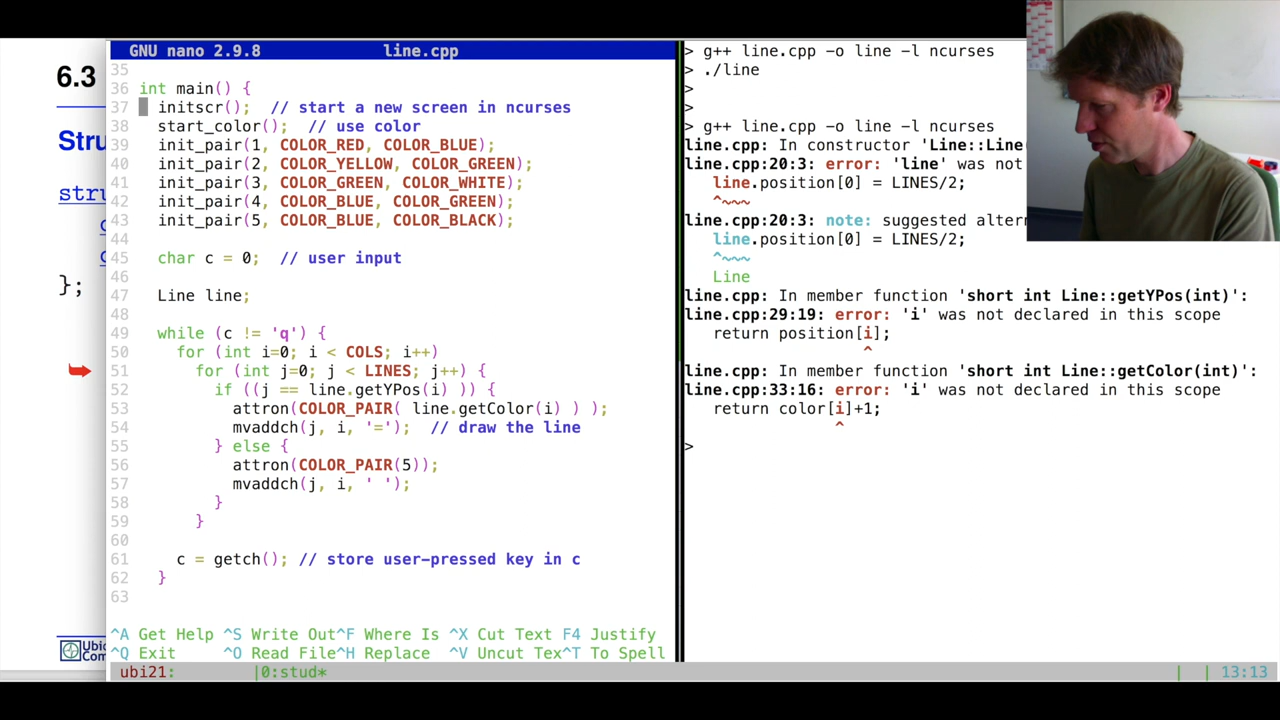 6.3
Stru
stru
c
c
};
GNU nano 2.9.8 line.cpp
35
36 int main() {
37 initscr(); // start a new screen in ncurses
38 start_color(); // use color
39 init_pair(1, COLOR_RED, COLOR_BLUE);
40 init_pair(2, COLOR_YELLOW, COLOR_GREEN);
41 init_pair(3, COLOR_GREEN, COLOR_WHITE);
42 init_pair(4, COLOR_BLUE, COLOR_GREEN);
43 init_pair(5, COLOR_BLUE, COLOR_BLACK);
44
45 char c = 0; // user input
46
47 Line line;
48
49 while (c != 'q') {
50 for (int i=0; i < COLS; i++)
51 for (int j=0; j < LINES; j++) {
52 if ((j == line.getYPos(i) )) {
53 attron(COLOR_PAIR( line.getColor(i) ) );
54 mvaddch(j, i, '='); // draw the line
55 } else {
56 attron(COLOR_PAIR(5));
57 mvaddch(j, i, ' ');
58 }
59 }
60
61 c = getch(); // store user-pressed key in c
62 }
63
^A Get Help ^S Write Out^F Where Is ^X Cut Text F4 Justify
^Q Exit ^O Read File^H Replace ^V Uncut Tex^T To Spell
> g++ line.cpp -o line -l ncurses
> ./line
>
>
> g++ line.cpp -o line -l ncurses
line.cpp: In constructor 'Line::Line(
line.cpp:20:3: error: 'line' was not
line.position[0] = LINES/2;
^~~~
line.cpp:20:3: note: suggested altern
line.position[0] = LINES/2;
^~~~
Line
line.cpp: In member function 'short int Line::getYPos(int)':
line.cpp:29:19: error: 'i' was not declared in this scope
return position[i];
^
line.cpp: In member function 'short int Line::getColor(int)':
line.cpp:33:16: error: 'i' was not declared in this scope
return color[i]+1;
^
>
Ubi
Com
ubi21: |0:stud* | | 13:13